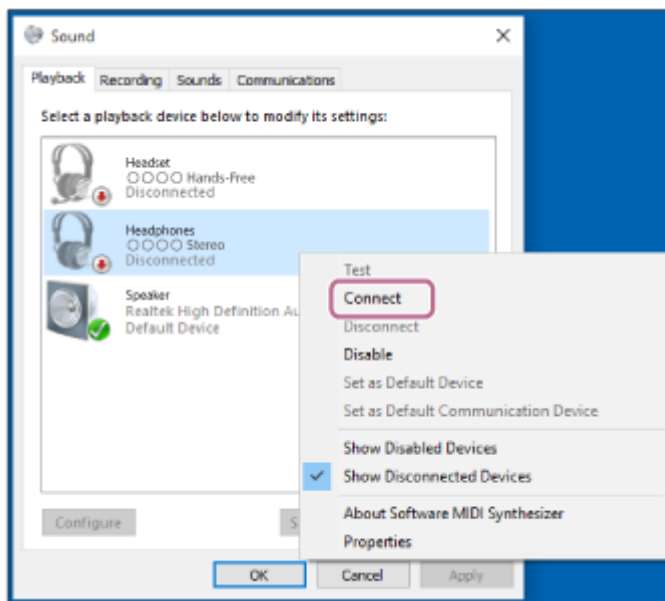 Sound
Playback Recording Sounds Communications
Select a playback device below to modify its settings:
Headset
○○○○ Hands-Free
Disconnected
Headphones
○○○○ Stereo
Disconnected
Speaker
Realtek High Definition Au
Default Device
Test
Connect
Disconnect
Disable
Set as Default Device
Set as Default Communication Device
Show Disabled Devices
Show Disconnected Devices
About Software MIDI Synthesizer
Properties
Configure S
OK Cancel Apply